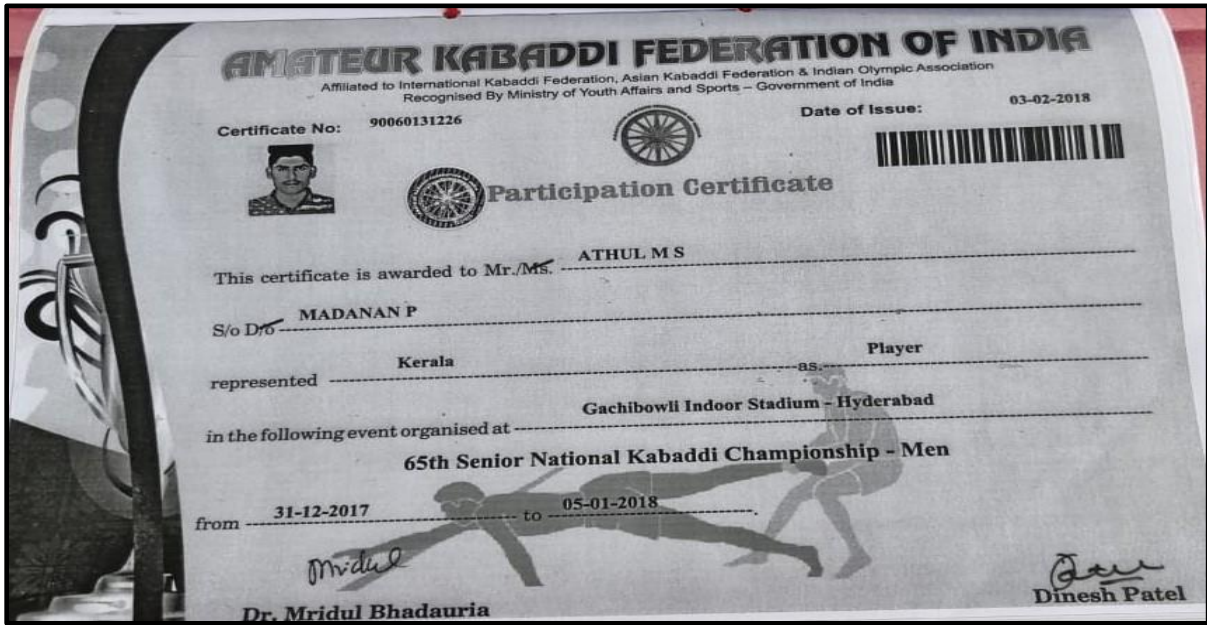 AMATEUR KABADDI FEDERATION OF INDIA
Affiliated to International Kabaddi Federation, Asian Kabaddi Federation & Indian Olympic Association
Recognised By Ministry of Youth Affairs and Sports – Government of India
Certificate No: 90060131226
Date of Issue: 03-02-2018
Participation Certificate
This certificate is awarded to Mr./Ms. ATHUL M S
S/o D/o MADANAN P
represented Kerala as Player
in the following event organised at Gachibowli Indoor Stadium - Hyderabad
65th Senior National Kabaddi Championship - Men
from 31-12-2017 to 05-01-2018.
Mridul
Dr. Mridul Bhadauria
Dinesh Patel